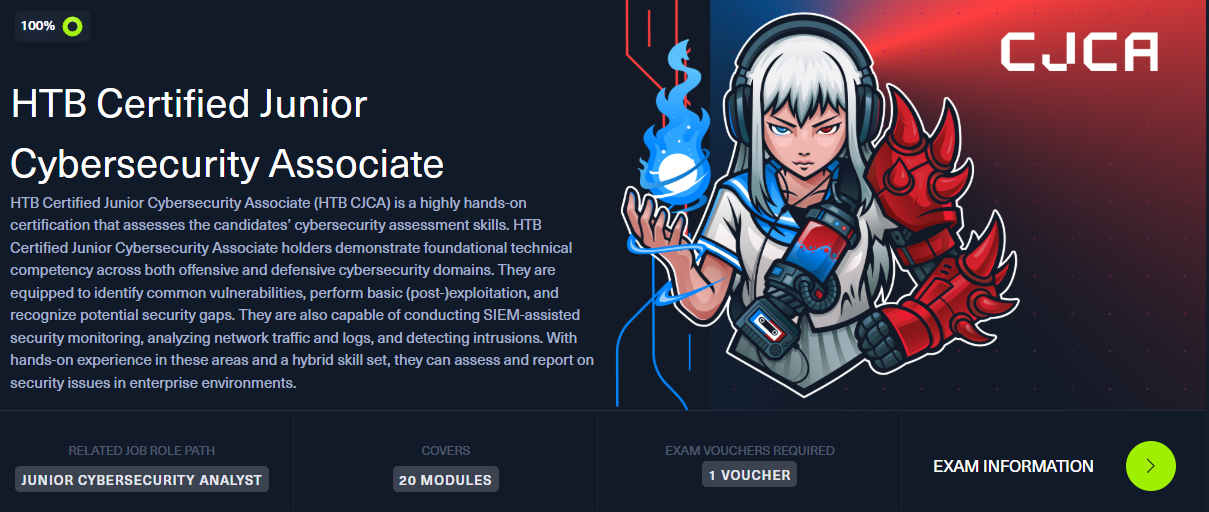 100%
CJCA
HTB Certified Junior
Cybersecurity Associate
HTB Certified Junior Cybersecurity Associate (HTB CJCA) is a highly hands-on
certification that assesses the candidates' cybersecurity assessment skills. HTB
Certified Junior Cybersecurity Associate holders demonstrate foundational technical
competency across both offensive and defensive cybersecurity domains. They are
equipped to identify common vulnerabilities, perform basic (post-)exploitation, and
recognize potential security gaps. They are also capable of conducting SIEM-assisted
security monitoring, analyzing network traffic and logs, and detecting intrusions. With
hands-on experience in these areas and a hybrid skill set, they can assess and report on
security issues in enterprise environments.
RELATED JOB ROLE PATH
JUNIOR CYBERSECURITY ANALYST
COVERS
20 MODULES
EXAM VOUCHERS REQUIRED
1 VOUCHER
EXAM INFORMATION